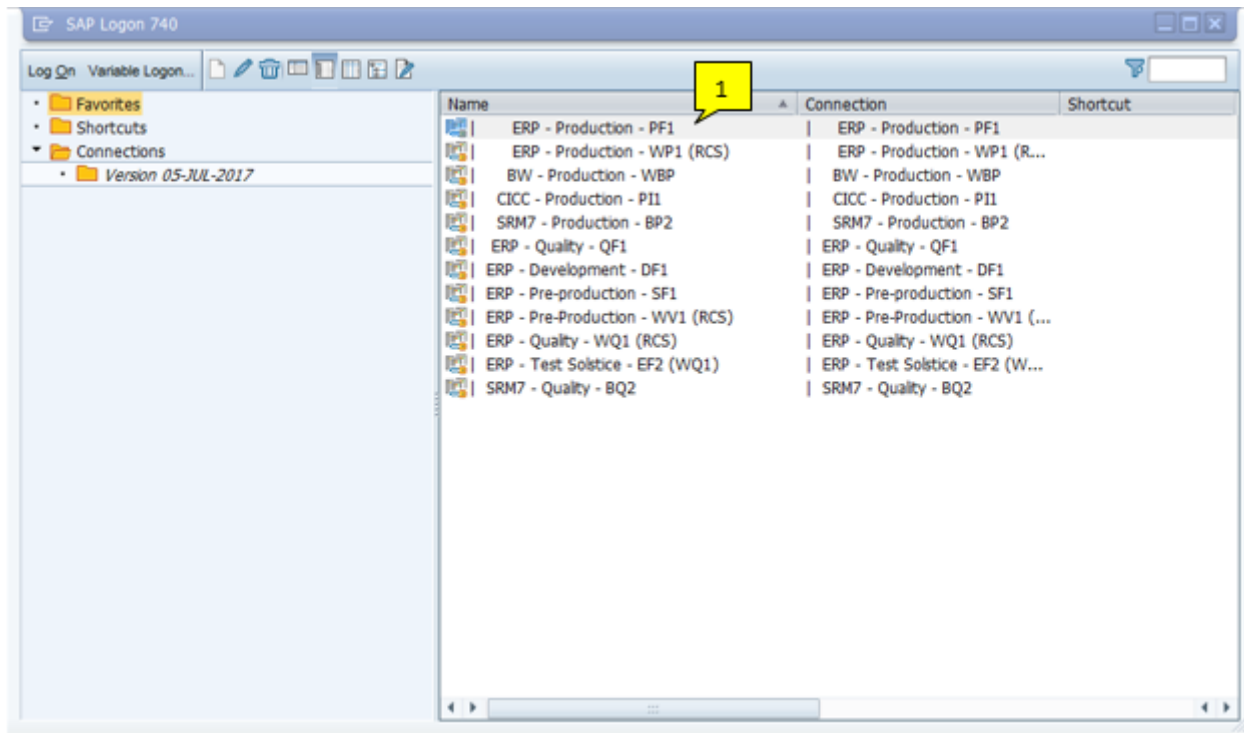 SAP Logon 740
Log On Variable Logon...
Favorites
Shortcuts
Connections
Version 05-JUL-2017
1
Name Connection Shortcut
| ERP - Production - PF1 | ERP - Production - PF1
| ERP - Production - WP1 (RCS) | ERP - Production - WP1 (R...
| BW - Production - WBP | BW - Production - WBP
| CICC - Production - PI1 | CICC - Production - PI1
| SRM7 - Production - BP2 | SRM7 - Production - BP2
| ERP - Quality - QF1 | ERP - Quality - QF1
| ERP - Development - DF1 | ERP - Development - DF1
| ERP - Pre-production - SF1 | ERP - Pre-production - SF1
| ERP - Pre-Production - WV1 (RCS) | ERP - Pre-Production - WV1 (...
| ERP - Quality - WQ1 (RCS) | ERP - Quality - WQ1 (RCS)
| ERP - Test Solstice - EF2 (WQ1) | ERP - Test Solstice - EF2 (W...
| SRM7 - Quality - BQ2 | SRM7 - Quality - BQ2